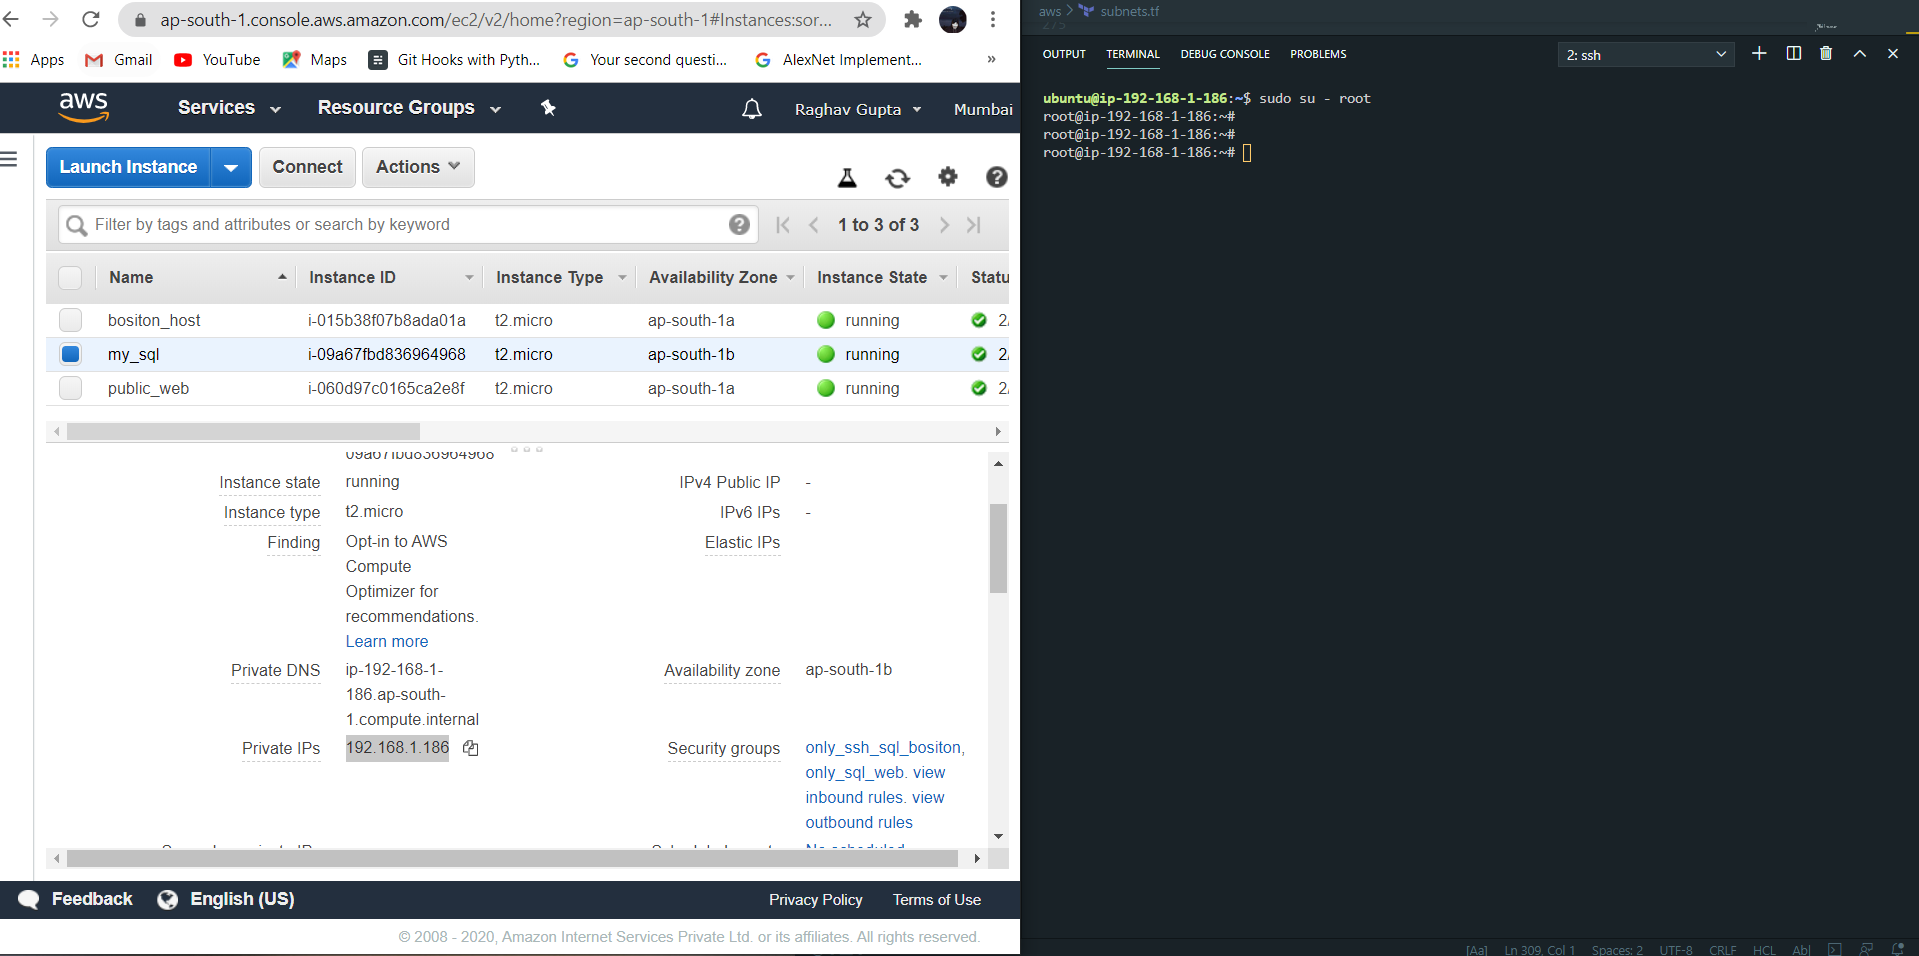 ap-south-1.console.aws.amazon.com/ec2/v2/home?region=ap-south-1#Instances:sor...
Apps Gmail YouTube Maps Git Hooks with Pyth... Your second questi... AlexNet Implement... »
aws Services Resource Groups Raghav Gupta Mumbai
Launch Instance Connect Actions
Filter by tags and attributes or search by keyword 1 to 3 of 3
Name Instance ID Instance Type Availability Zone Instance State Statu
bositon_host i-015b38f07b8ada01a t2.micro ap-south-1a running 2/
my_sql i-09a67fbd836964968 t2.micro ap-south-1b running 2/
public_web i-060d97c0165ca2e8f t2.micro ap-south-1a running 2/
09a67fbd836964968
Instance state running IPv4 Public IP -
Instance type t2.micro IPv6 IPs -
Finding Opt-in to AWS Elastic IPs
Compute
Optimizer for
recommendations.
Learn more
Private DNS ip-192-168-1- Availability zone ap-south-1b
186.ap-south-
1.compute.internal
Private IPs 192.168.1.186 Security groups only_ssh_sql_bositon,
only_sql_web. view
inbound rules. view
outbound rules
Feedback English (US) Privacy Policy Terms of Use
© 2008 - 2020, Amazon Internet Services Private Ltd. or its affiliates. All rights reserved.
aws > subnets.tf
275
OUTPUT TERMINAL DEBUG CONSOLE PROBLEMS 2: ssh
ubuntu@ip-192-168-1-186:~$ sudo su - root
root@ip-192-168-1-186:~#
root@ip-192-168-1-186:~#
root@ip-192-168-1-186:~#
[Aa] Ln 309, Col 1 Spaces: 2 UTF-8 CRLF HCL Abl